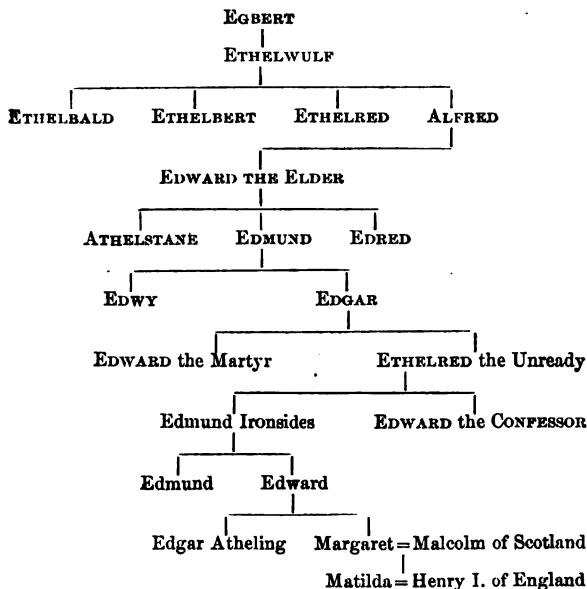 EGBERT
ETHELWULF
ETHELBALD ETHELBERT ETHELRED ALFRED
EDWARD THE ELDER
ATHELSTANE EDMUND EDRED
EDWY EDGAR
EDWARD the Martyr ETHELRED the Unready
Edmund Ironsides EDWARD the CONFESSOR
Edmund Edward
Edgar Atheling Margaret = Malcolm of Scotland
Matilda = Henry I. of England